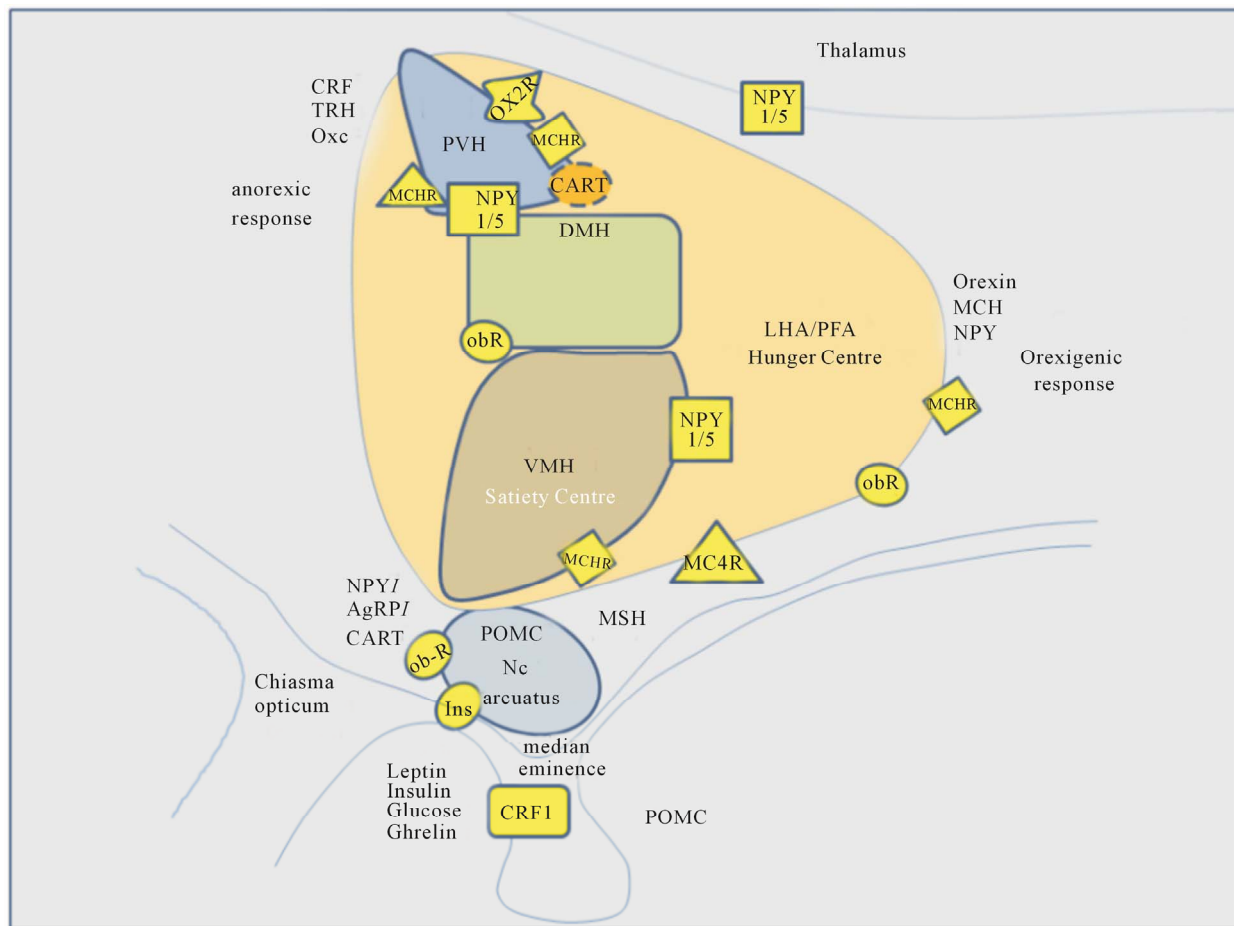 Thalamus
CRF
TRH
Oxc
OX2R
NPY
1/5
MCHR
PVH
CART
MCHR
anorexic
response
NPY
1/5
DMH
Orexin
MCH
NPY
LHA/PFA
Hunger Centre
obR
Orexigenic
response
MCHR
NPY
1/5
VMH
Satiety Centre
obR
MCHR
MC4R
NPY/
AgRP/
CART
MSH
POMC
Nc
arcuatus
ob-R
Ins
Chiasma
opticum
median
eminence
Leptin
Insulin
Glucose
Ghrelin
CRF1
POMC